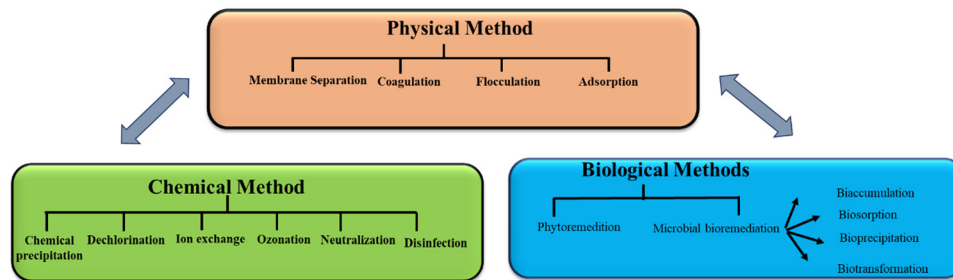 Physical Method
Membrane Separation Coagulation Flocculation Adsorption
Chemical Method
Chemical precipitation Dechlorination Ion exchange Ozonation Neutralization Disinfection
Biological Methods
Phytoremedition Microbial bioremediation
Biaccumulation
Biosorption
Bioprecipitation
Biotransformation